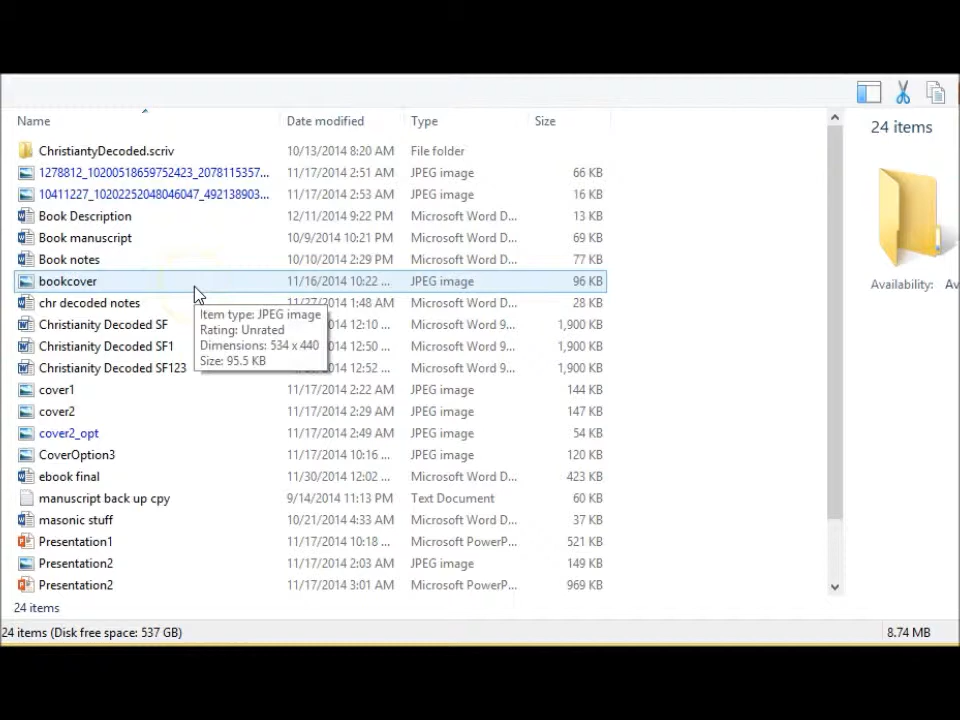 Name Date modified Type Size
24 items
ChristiantyDecoded.scriv 10/13/2014 8:20 AM File folder
1278812_10200518659752423_2078115357... 11/17/2014 2:51 AM JPEG image 66 KB
10411227_10202252048046047_492138903... 11/17/2014 2:53 AM JPEG image 16 KB
Book Description 12/11/2014 9:22 PM Microsoft Word D... 13 KB
Book manuscript 10/9/2014 10:21 PM Microsoft Word D... 69 KB
Book notes 10/10/2014 2:29 PM Microsoft Word D... 77 KB
bookcover 11/16/2014 10:22 ... JPEG image 96 KB
Availability: Av
chr decoded notes 11/27/2014 1:48 AM Microsoft Word D... 28 KB
Item type: JPEG image
Rating: Unrated
Dimensions: 534 x 440
Size: 95.5 KB
Christianity Decoded SF 014 12:10 ... Microsoft Word 9... 1,900 KB
Christianity Decoded SF1 014 12:50 ... Microsoft Word 9... 1,900 KB
Christianity Decoded SF123 014 12:52 ... Microsoft Word 9... 1,900 KB
cover1 11/17/2014 2:22 AM JPEG image 144 KB
cover2 11/17/2014 2:29 AM JPEG image 147 KB
cover2_opt 11/17/2014 2:49 AM JPEG image 54 KB
CoverOption3 11/17/2014 10:16 ... JPEG image 120 KB
ebook final 11/30/2014 12:02 ... Microsoft Word D... 423 KB
manuscript back up cpy 9/14/2014 11:13 PM Text Document 60 KB
masonic stuff 10/21/2014 4:33 AM Microsoft Word D... 37 KB
Presentation1 11/17/2014 10:18 ... Microsoft PowerP... 521 KB
Presentation2 11/17/2014 2:03 AM JPEG image 149 KB
Presentation2 11/17/2014 3:01 AM Microsoft PowerP... 969 KB
24 items
24 items (Disk free space: 537 GB) 8.74 MB